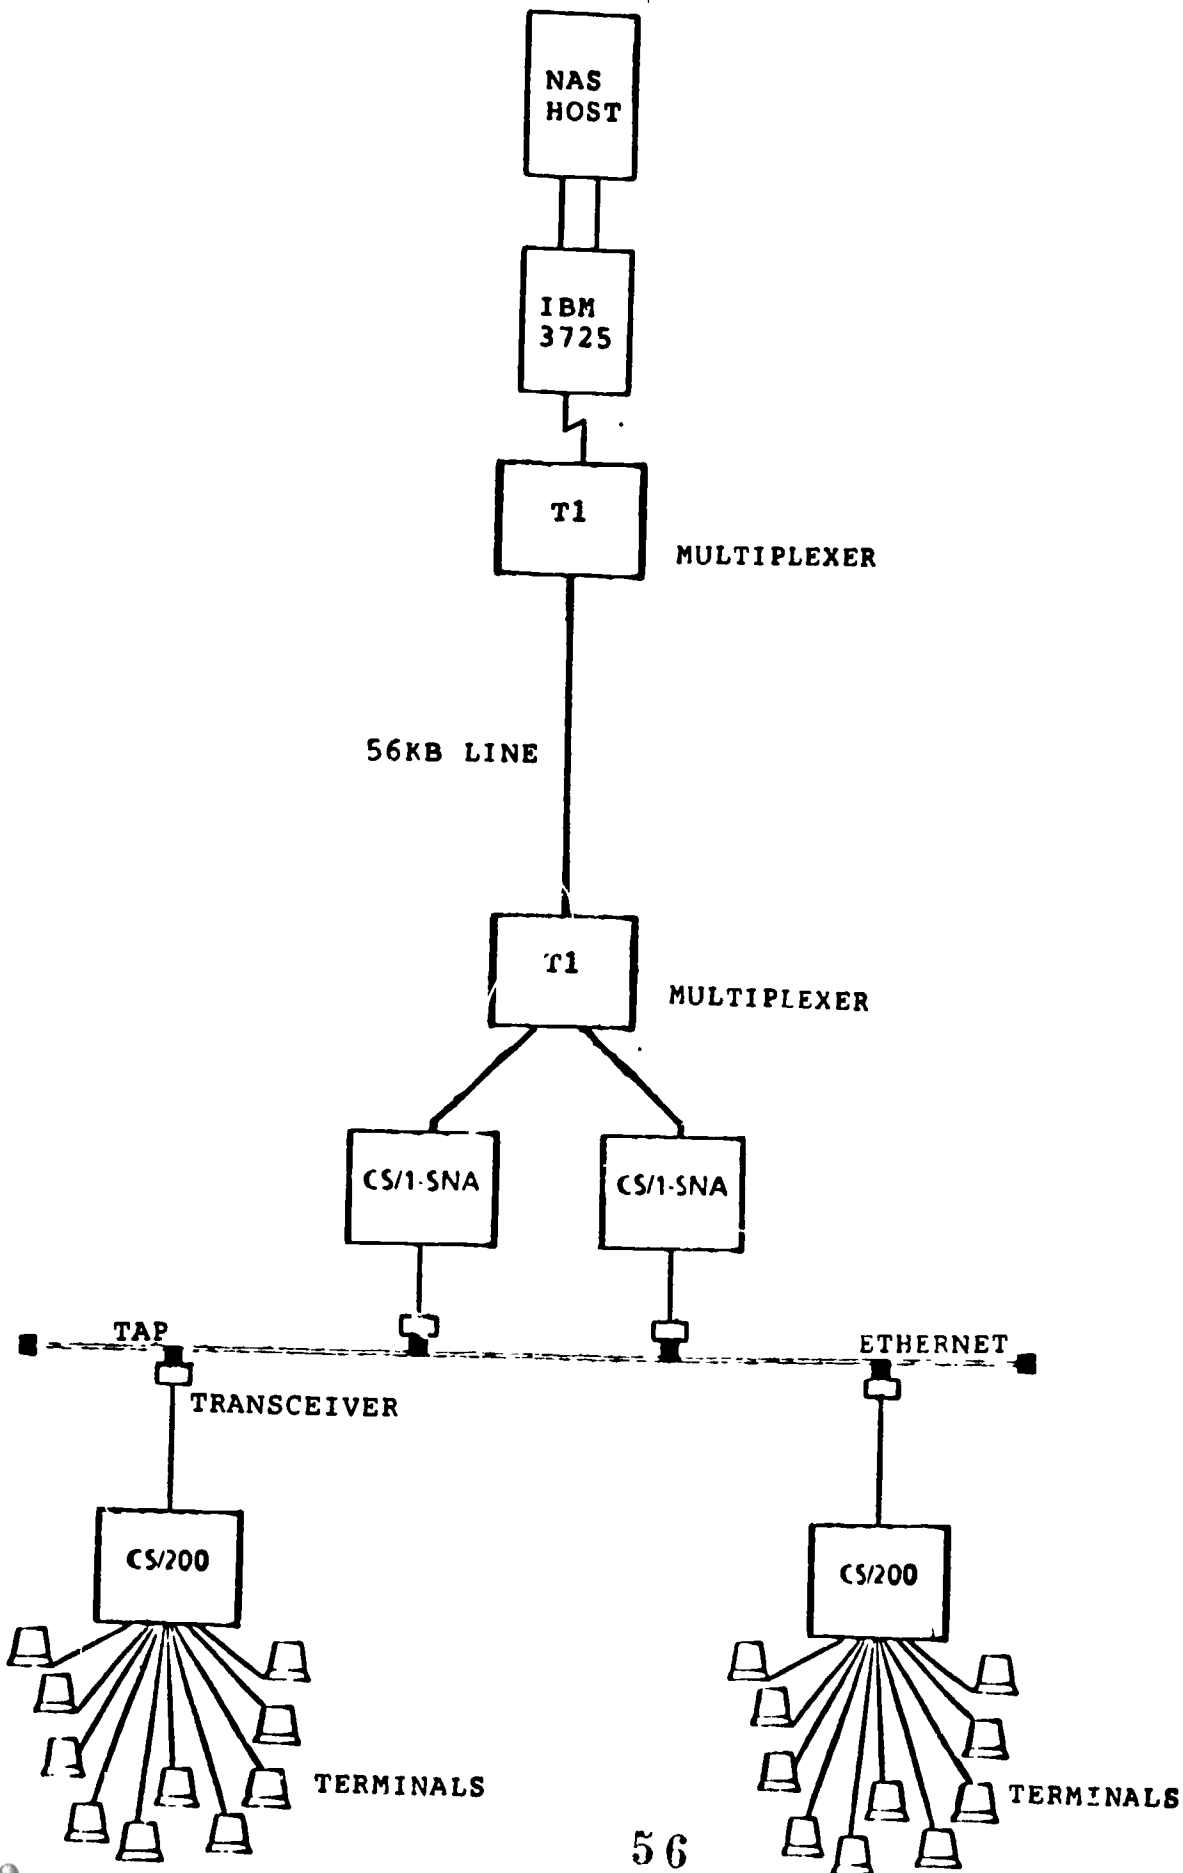 NAS
HOST
IBM
3725
T1
MULTIPLEXER
56KB LINE
T1
MULTIPLEXER
CS/1-SNA
CS/1-SNA
TAP
ETHERNET
TRANSCEIVER
CS/200
CS/200
TERMINALS
TERMINALS
56